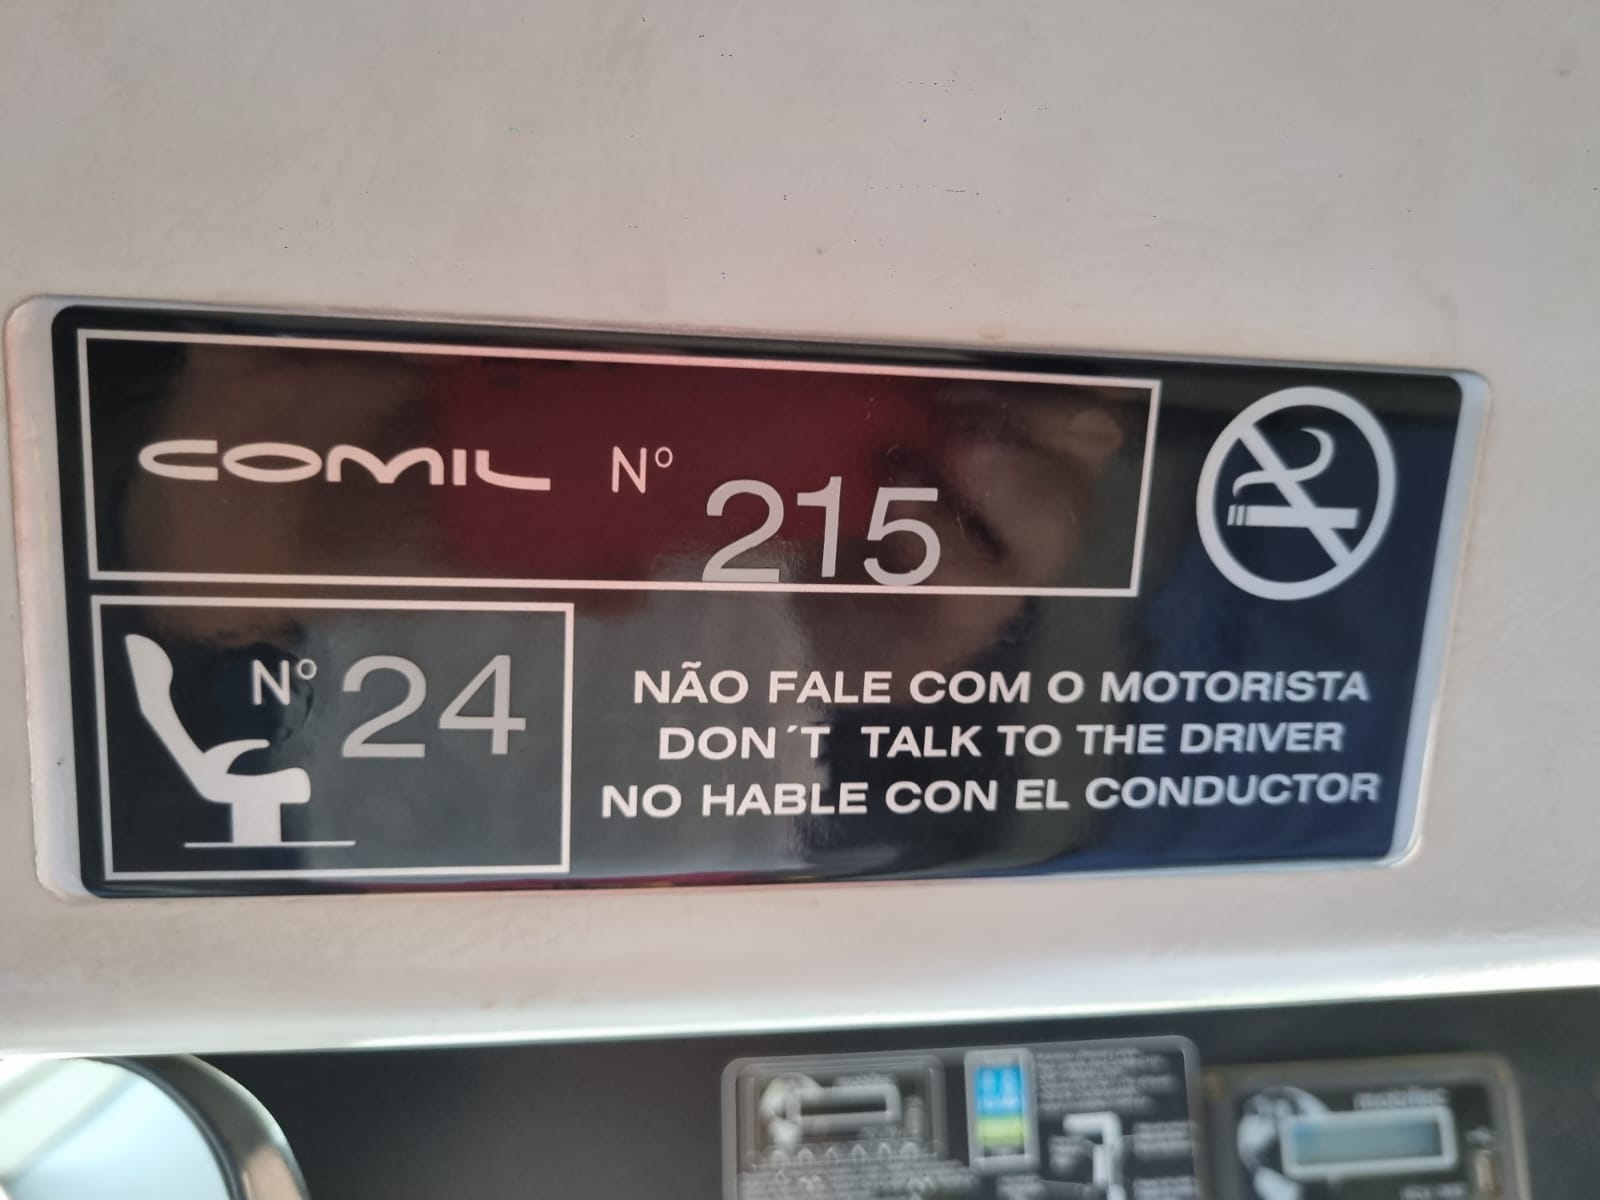 COMIL Nº 215
Nº 24
NÃO FALE COM O MOTORISTA
DON´T TALK TO THE DRIVER
NO HABLE CON EL CONDUCTOR